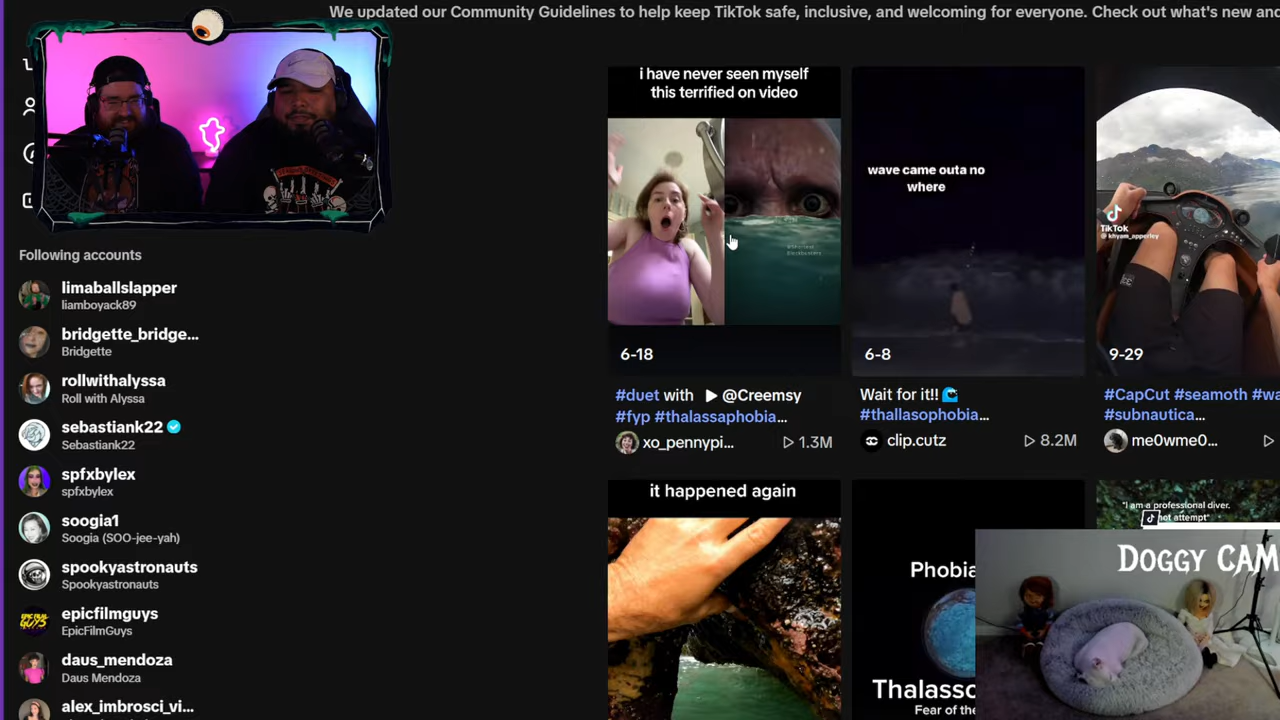 We updated our Community Guidelines to help keep TikTok safe, inclusive, and welcoming for everyone. Check out what's new and
Following accounts
limaballslapper
liamboyack89
bridgette_bridge...
Bridgette
rollwithalyssa
Roll with Alyssa
sebastiank22
Sebastiank22
spfxbylex
spfxbylex
soogia1
Soogia (SOO-jee-yah)
spookyastronauts
Spookyastronauts
epicfilmguys
EpicFilmGuys
daus_mendoza
Daus Mendoza
alex_imbrosci_vi...
i have never seen myself
this terrified on video
6-18
#duet with ▶ @Creemsy
#fyp #thalassaphobia...
xo_pennypi...
1.3M
wave came outa no
where
6-8
Wait for it!!
#thallasophobia...
clip.cutz
8.2M
TikTok
@khyam_apperley
9-29
#CapCut #seamoth #wa
#subnautica...
me0wme0...
it happened again
Phobia
Thalasso
Fear of the
"I am a professional diver.
not attempt"
DOGGY CAM